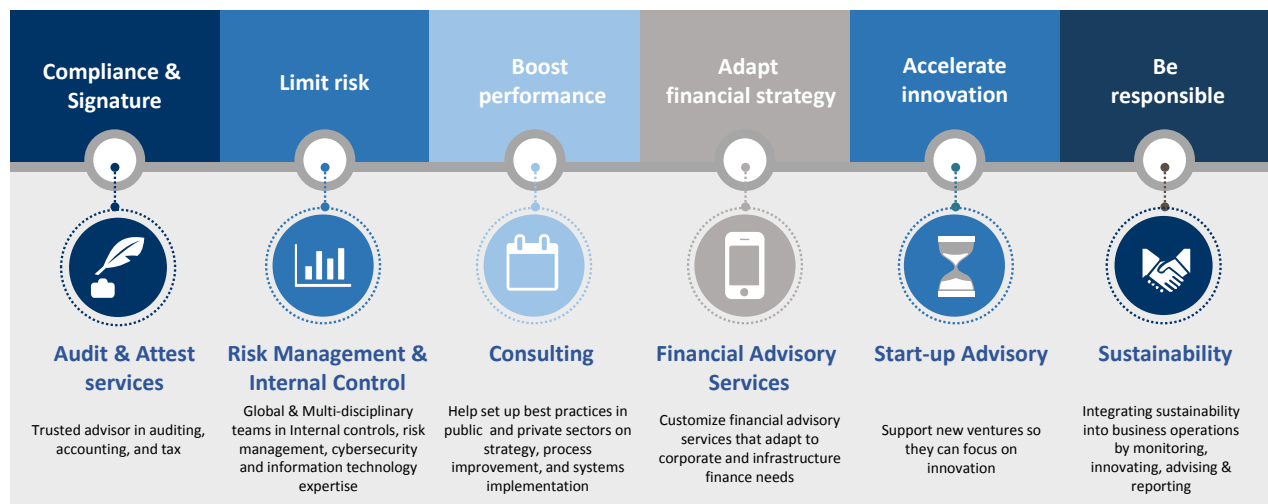 Compliance &
Signature
Limit risk
Boost
performance
Adapt
financial strategy
Accelerate
innovation
Be
responsible
Audit & Attest
services
Trusted advisor in auditing,
accounting, and tax
Risk Management &
Internal Control
Global & Multi-disciplinary
teams in Internal controls, risk
management, cybersecurity
and information technology
expertise
Consulting
Help set up best practices in
public and private sectors on
strategy, process
improvement, and systems
implementation
Financial Advisory
Services
Customize financial advisory
services that adapt to
corporate and infrastructure
finance needs
Start-up Advisory
Support new ventures so
they can focus on
innovation
Sustainability
Integrating sustainability
into business operations
by monitoring,
innovating, advising &
reporting